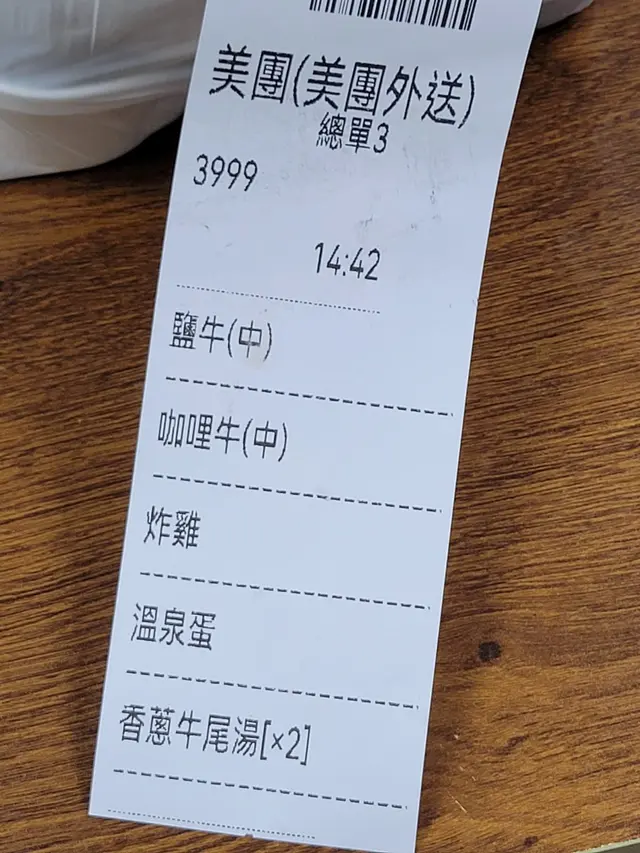 美團(美團外送)
總單3
3999
14:42
鹽牛(中)
咖哩牛(中)
炸雞
溫泉蛋
香蔥牛尾湯[×2]